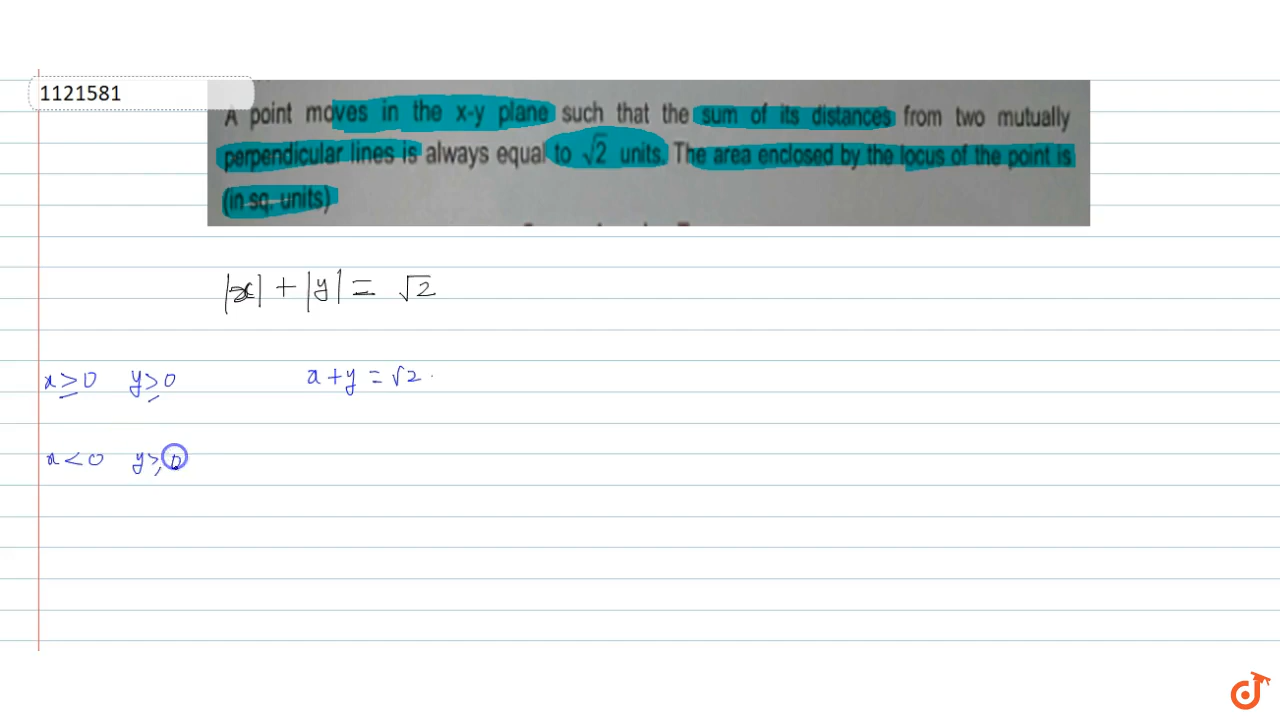 1121581
A point moves in the x-y plane such that the sum of its distances from two mutually
perpendicular lines is always equal to √2 units. The area enclosed by the locus of the point is
(in sq. units)
|x| + |y| = √2
x ≥ 0 y ≥ 0 x + y = √2
x < 0 y ≥ 0